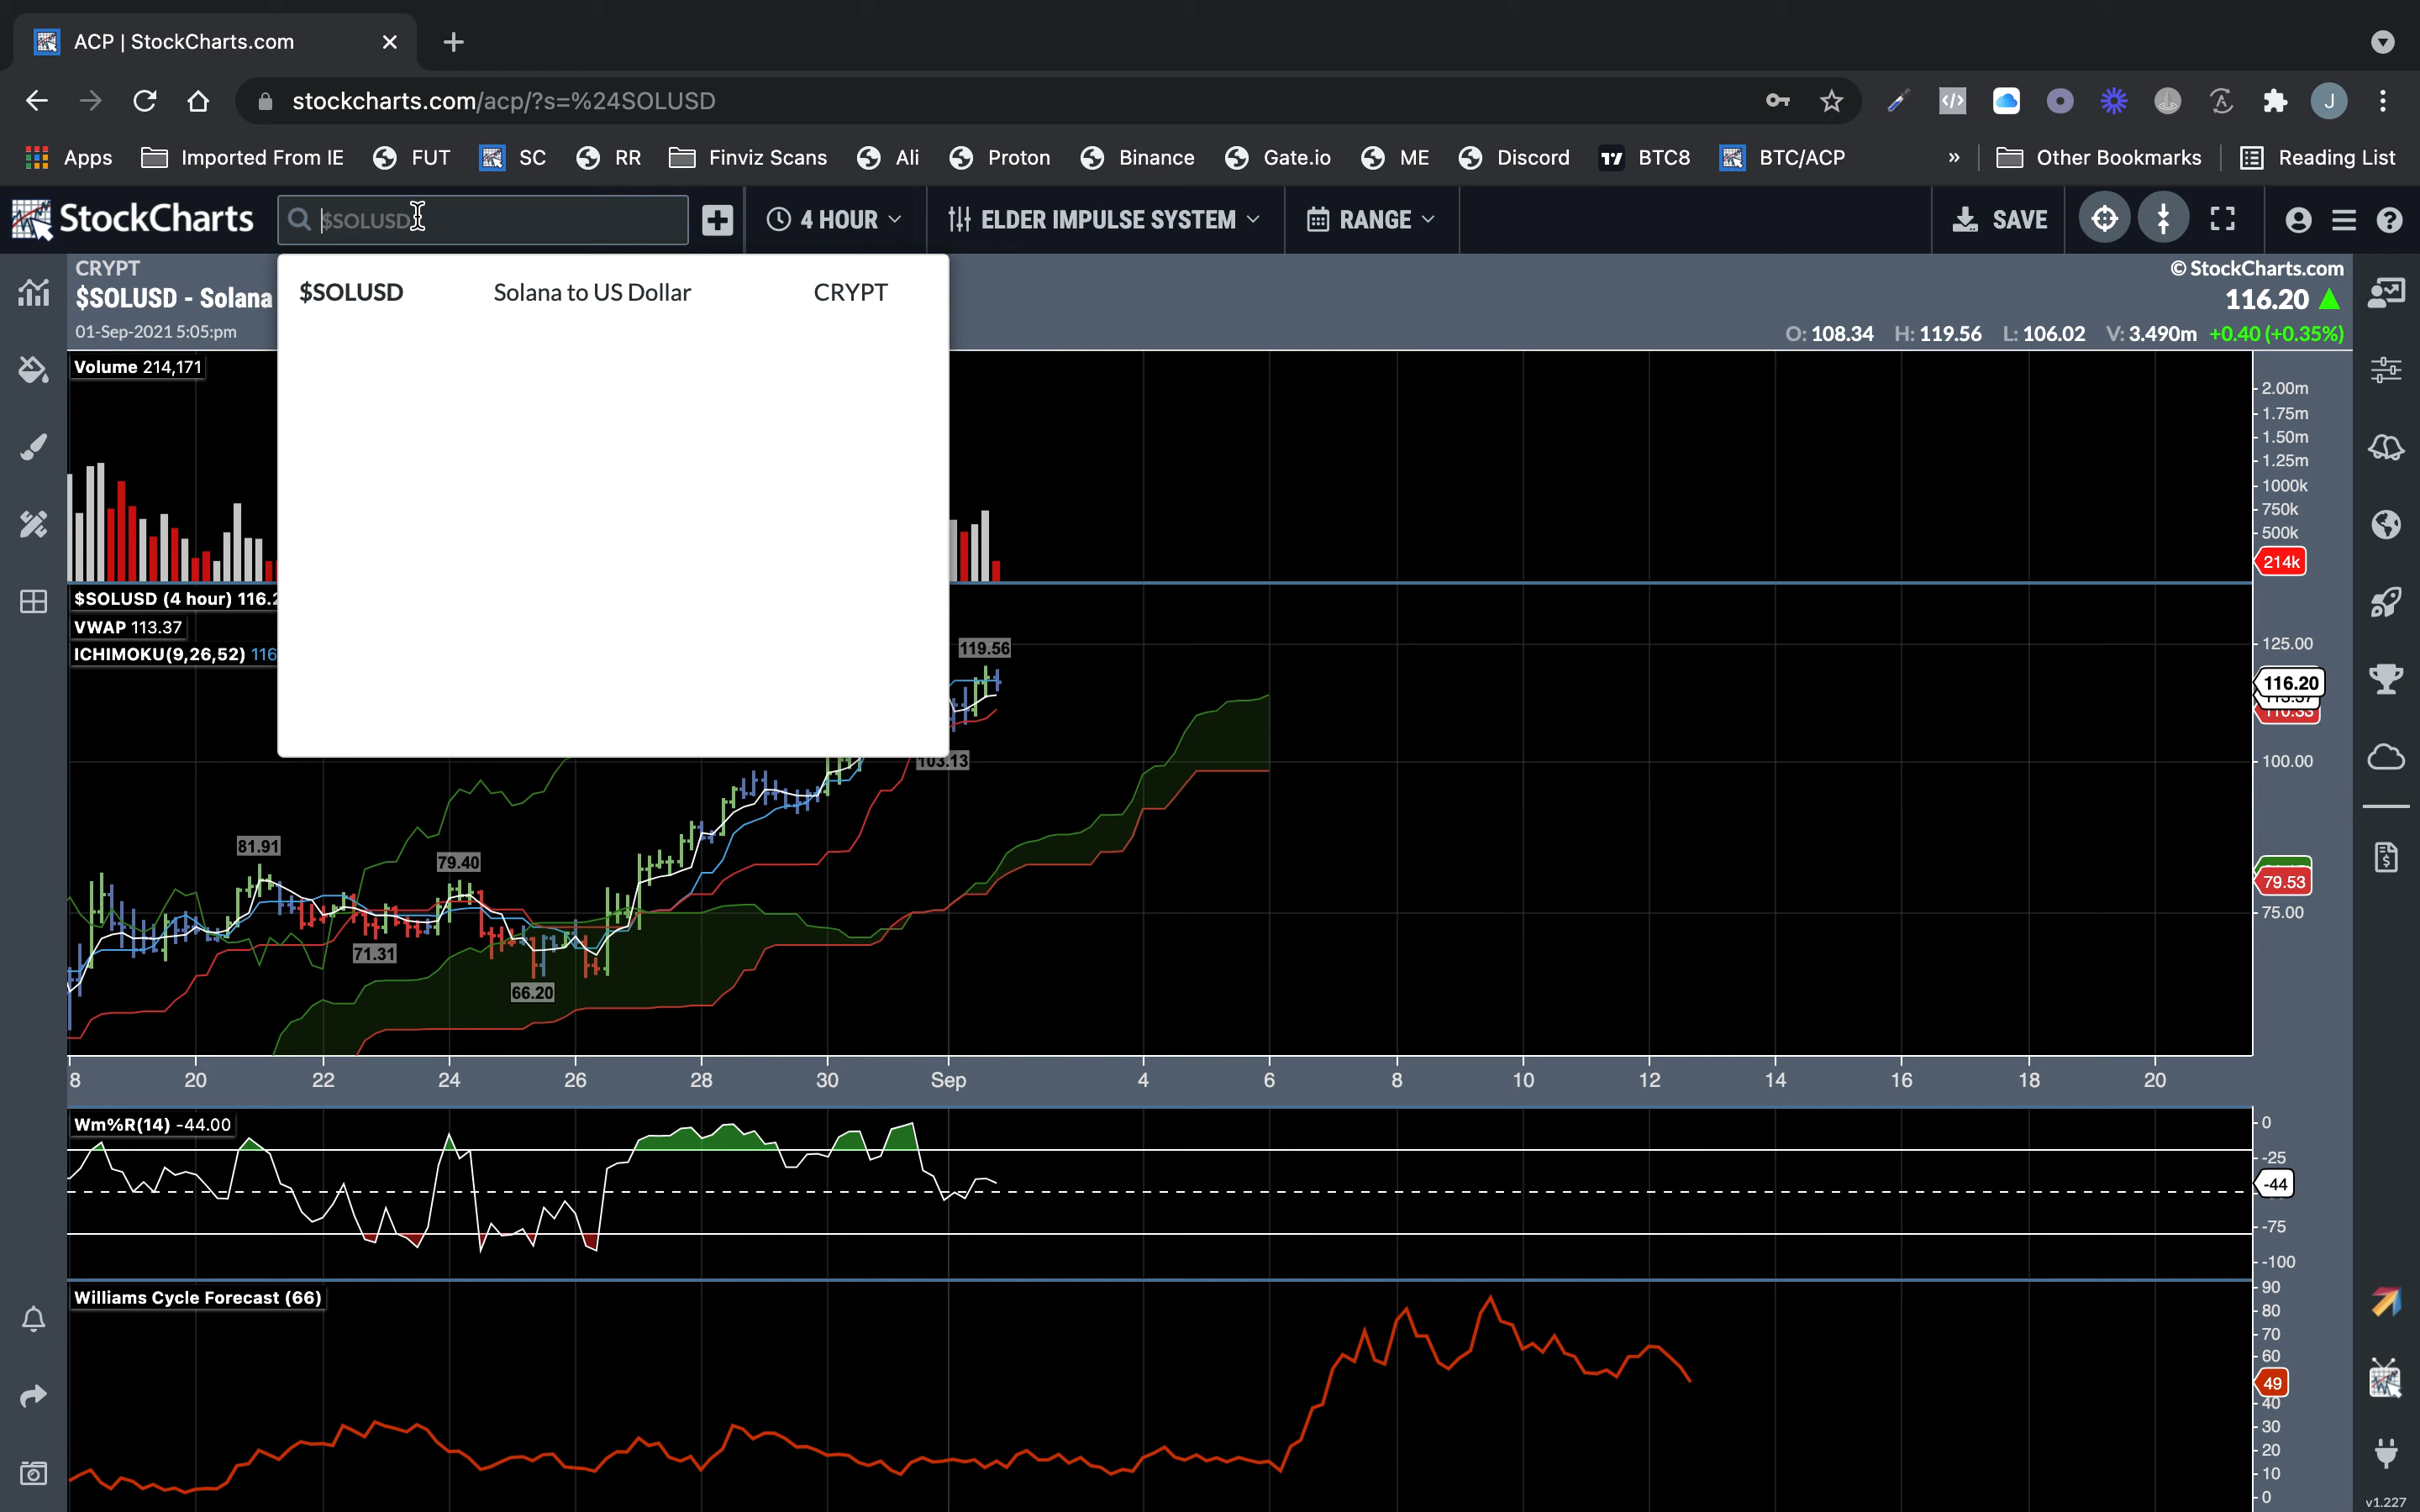 ACP | StockCharts.com
stockcharts.com/acp/?s=%24SOLUSD
J
Apps Imported From IE FUT SC RR Finviz Scans Ali Proton Binance Gate.io ME Discord BTC8 BTC/ACP » Other Bookmarks Reading List
StockCharts $SOLUSD 4 HOUR ELDER IMPULSE SYSTEM RANGE SAVE
CRYPT
$SOLUSD - Solana
01-Sep-2021 5:05:pm
$SOLUSD Solana to US Dollar CRYPT
© StockCharts.com
116.20
O: 108.34 H: 119.56 L: 106.02 V: 3.490m +0.40 (+0.35%)
Volume 214,171
2.00m
1.75m
1.50m
1.25m
1000k
750k
500k
214k
$SOLUSD (4 hour) 116.2
VWAP 113.37
ICHIMOKU(9,26,52) 116
119.56
103.13
81.91
79.40
71.31
66.20
125.00
116.20
113.37
110.33
100.00
79.53
75.00
8 20 22 24 26 28 30 Sep 4 6 8 10 12 14 16 18 20
Wm%R(14) -44.00
0
-25
-44
-75
-100
Williams Cycle Forecast (66)
90
80
70
60
49
40
30
20
10
0
v1.227